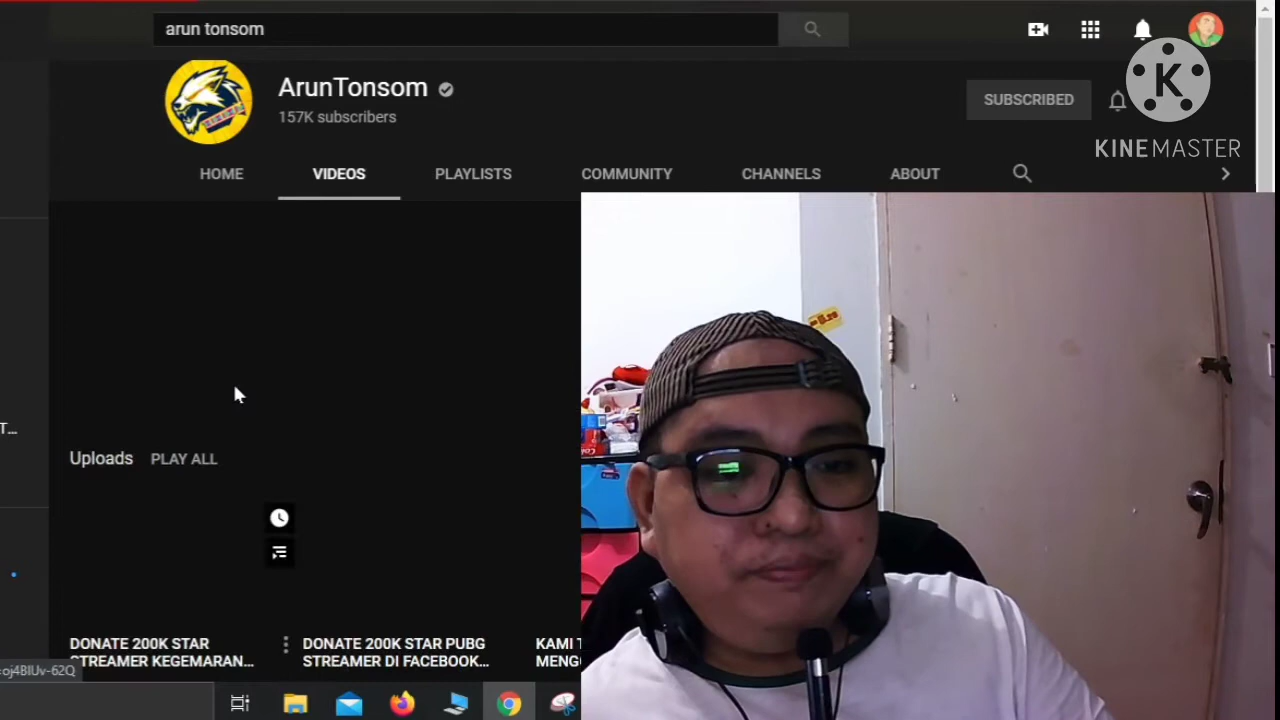 arun tonsom
ArunTonsom
157K subscribers
SUBSCRIBED
K
KINEMASTER
HOME
VIDEOS
PLAYLISTS
COMMUNITY
CHANNELS
ABOUT
Uploads
PLAY ALL
DONATE 200K STAR
STREAMER KEGEMARAN...
DONATE 200K STAR PUBG
STREAMER DI FACEBOOK...
T...